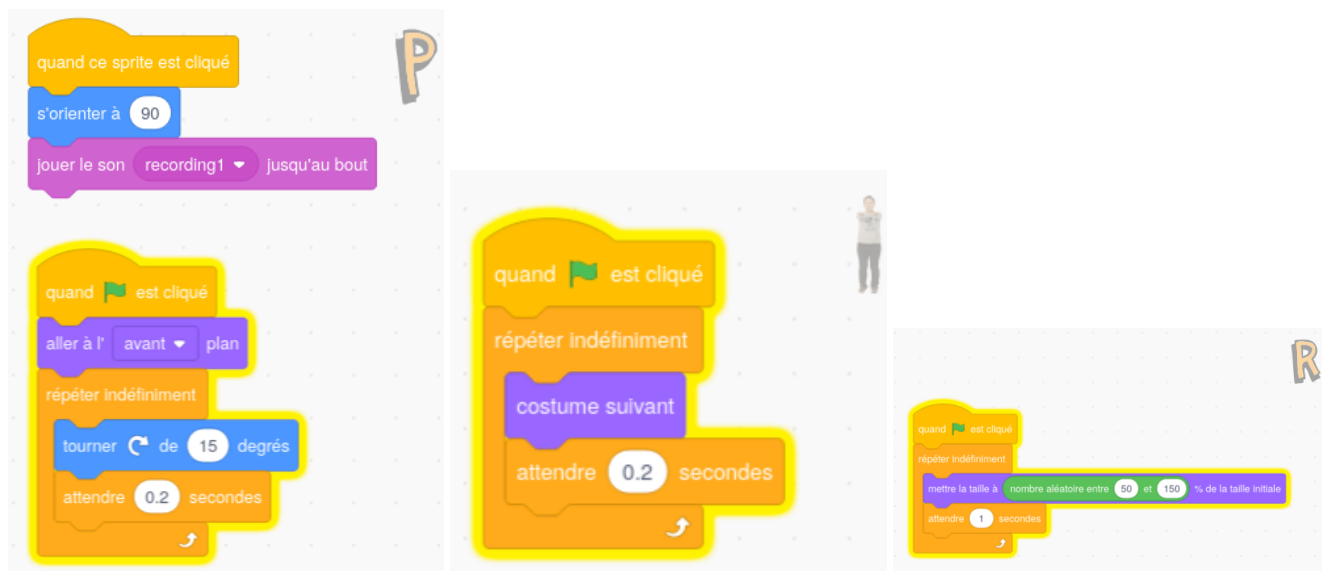 P
quand ce sprite est cliqué
s'orienter à 90
jouer le son recording1 jusqu'au bout
quand est cliqué
aller à l' avant plan
répéter indéfiniment
tourner de 15 degrés
attendre 0.2 secondes
quand est cliqué
répéter indéfiniment
costume suivant
attendre 0.2 secondes
R
quand est cliqué
répéter indéfiniment
mettre la taille à nombre aléatoire entre 50 et 150 % de la taille initiale
attendre 1 secondes